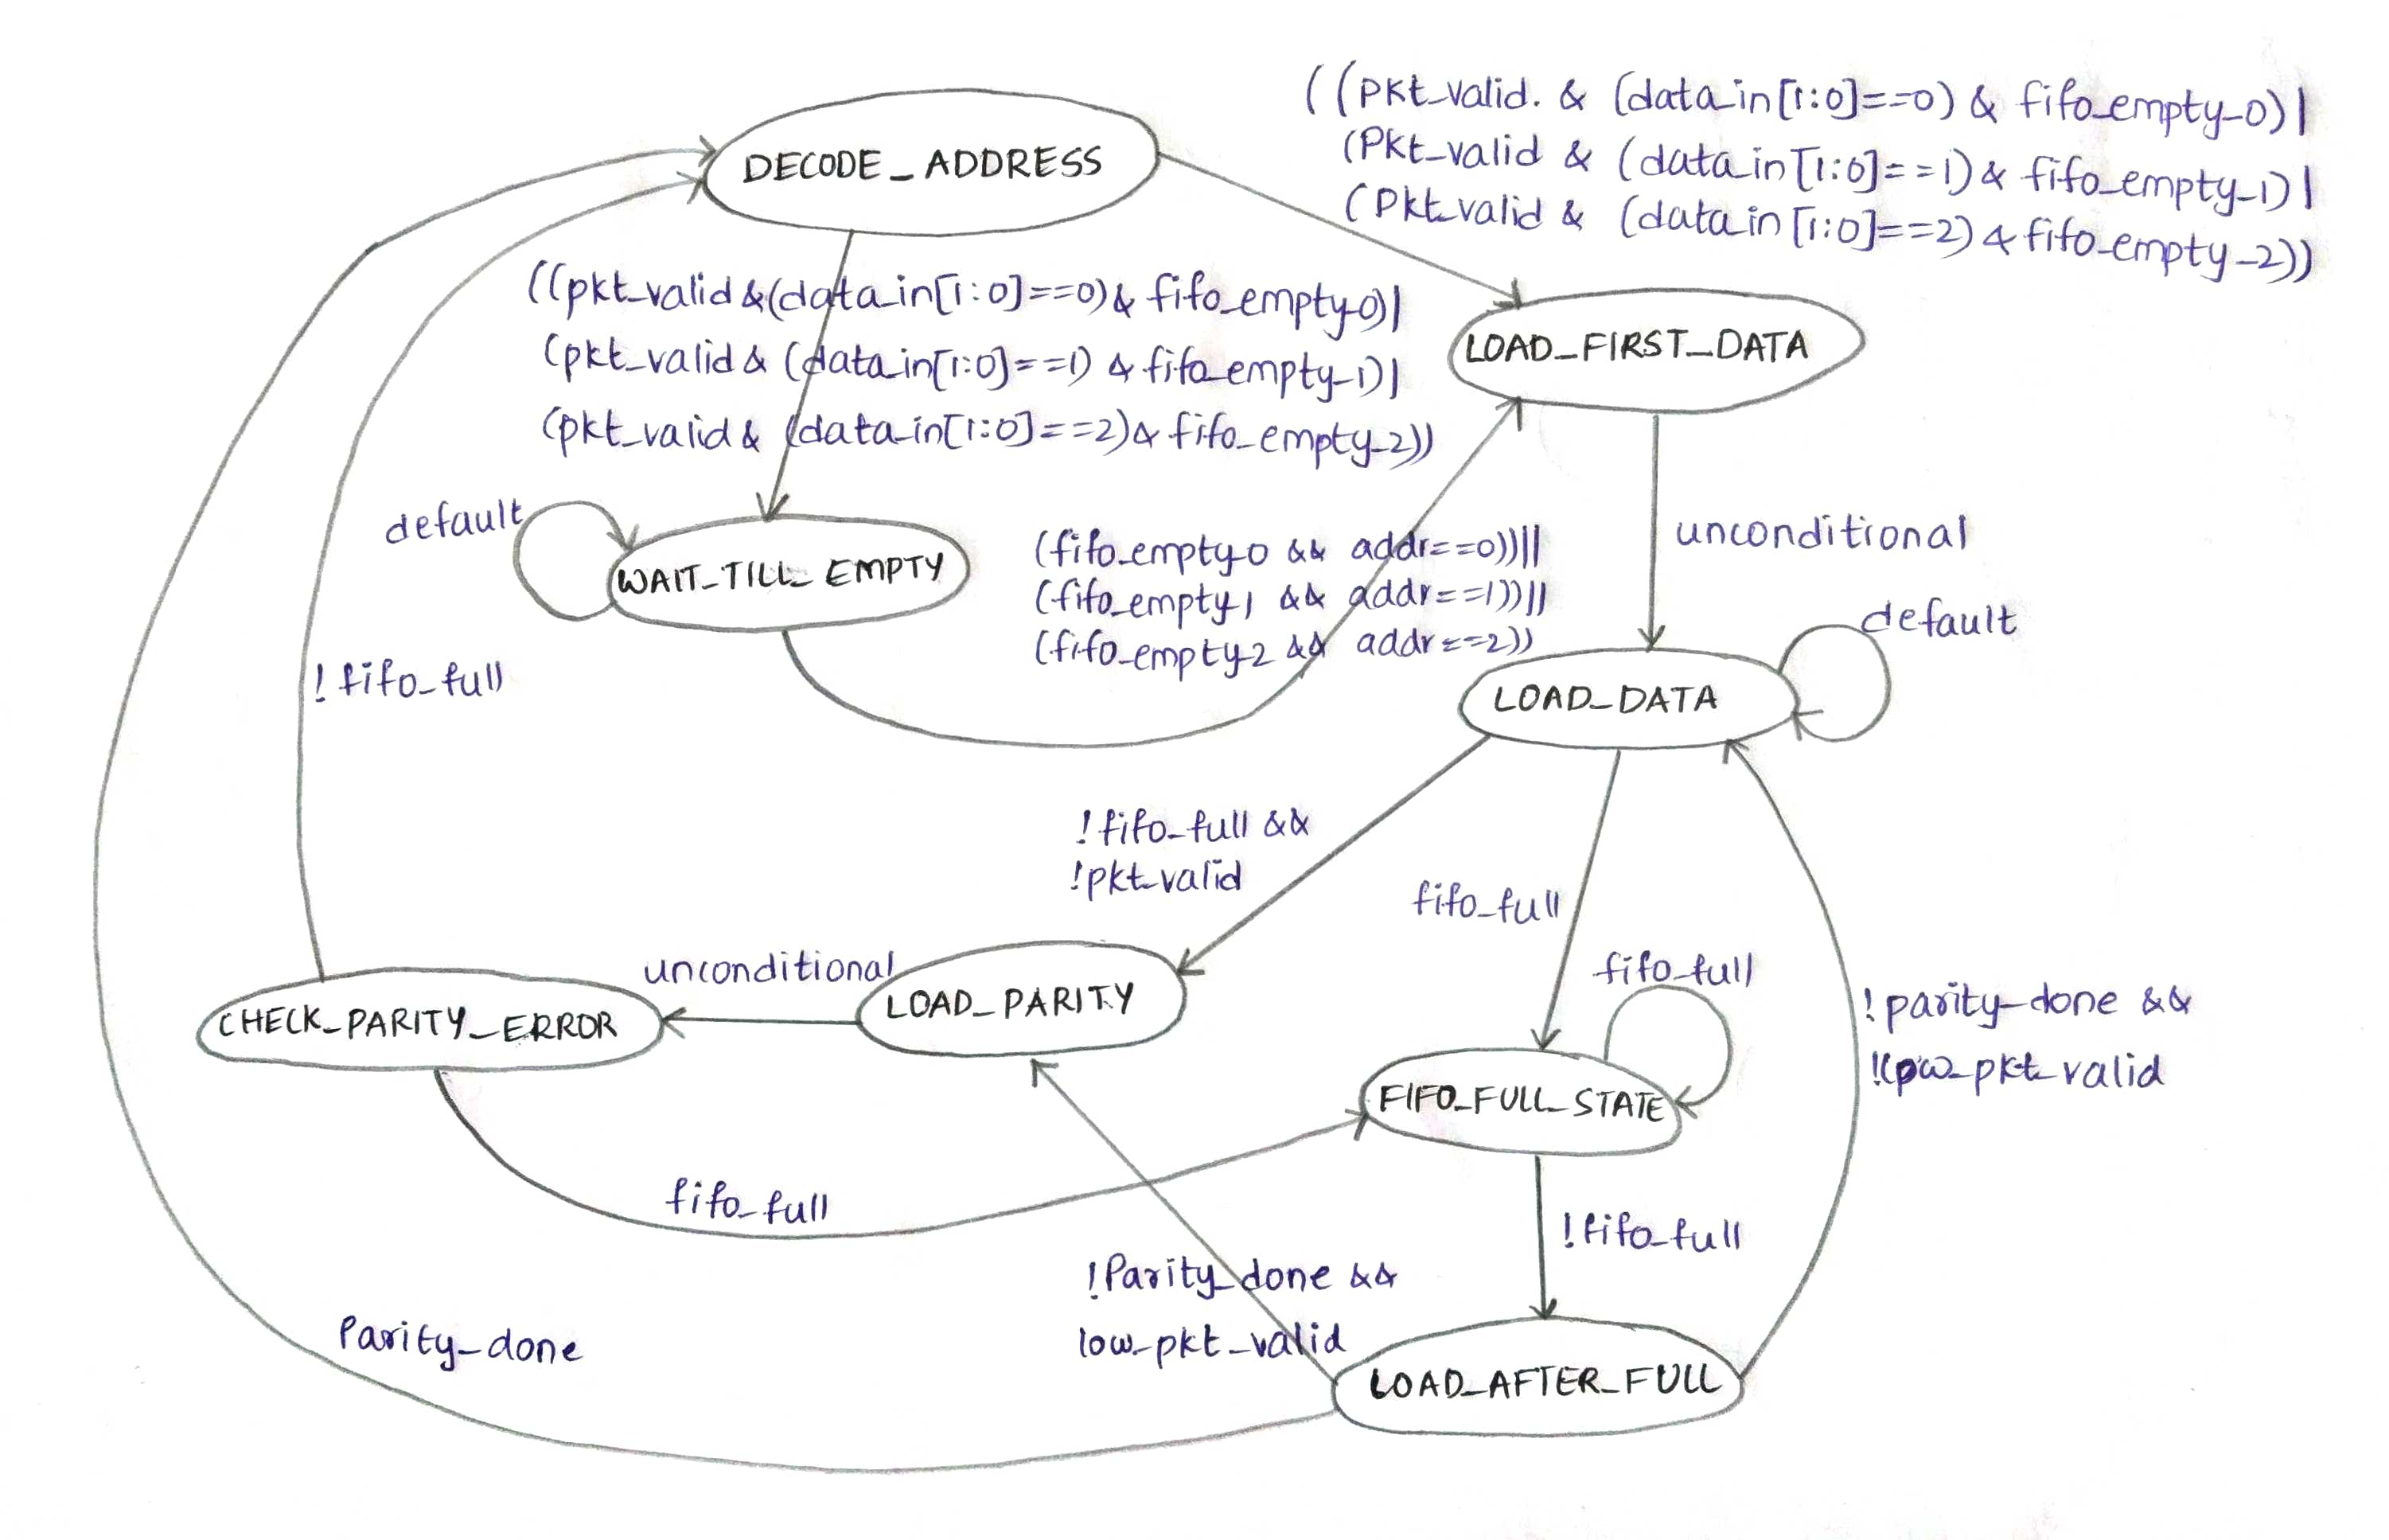 ((pkt_valid. & (data_in[1:0]==0) & fifo_empty_0)|
(Pkt_valid & (data_in[1:0]==1)& fifo_empty_1)|
(Pkt_valid & (data_in[1:0]==2)& fifo_empty_2))
DECODE_ADDRESS
((pkt_valid &(data_in[1:0]==0)& fifo_empty_0)|
(pkt_valid & (data_in[1:0]==1) & fifo_empty_1)|
(pkt_valid & (data_in[1:0]==2)& fifo_empty_2))
LOAD_FIRST_DATA
default
WAIT_TILL_EMPTY
(fifo_empty_0 && addr==0))||
(fifo_empty_1 && addr==1))||
(fifo_empty_2 && addr==2))
unconditional
default
! fifo_full
LOAD_DATA
! fifo_full &&
!pkt_valid
fifo_full
unconditional
LOAD_PARITY
CHECK_PARITY_ERROR
fifo_full
! parity_done &&
!low_pkt_valid
FIFO_FULL_STATE
fifo_full
!fifo_full
!Parity_done &&
low_pkt_valid
Parity_done
LOAD_AFTER_FULL